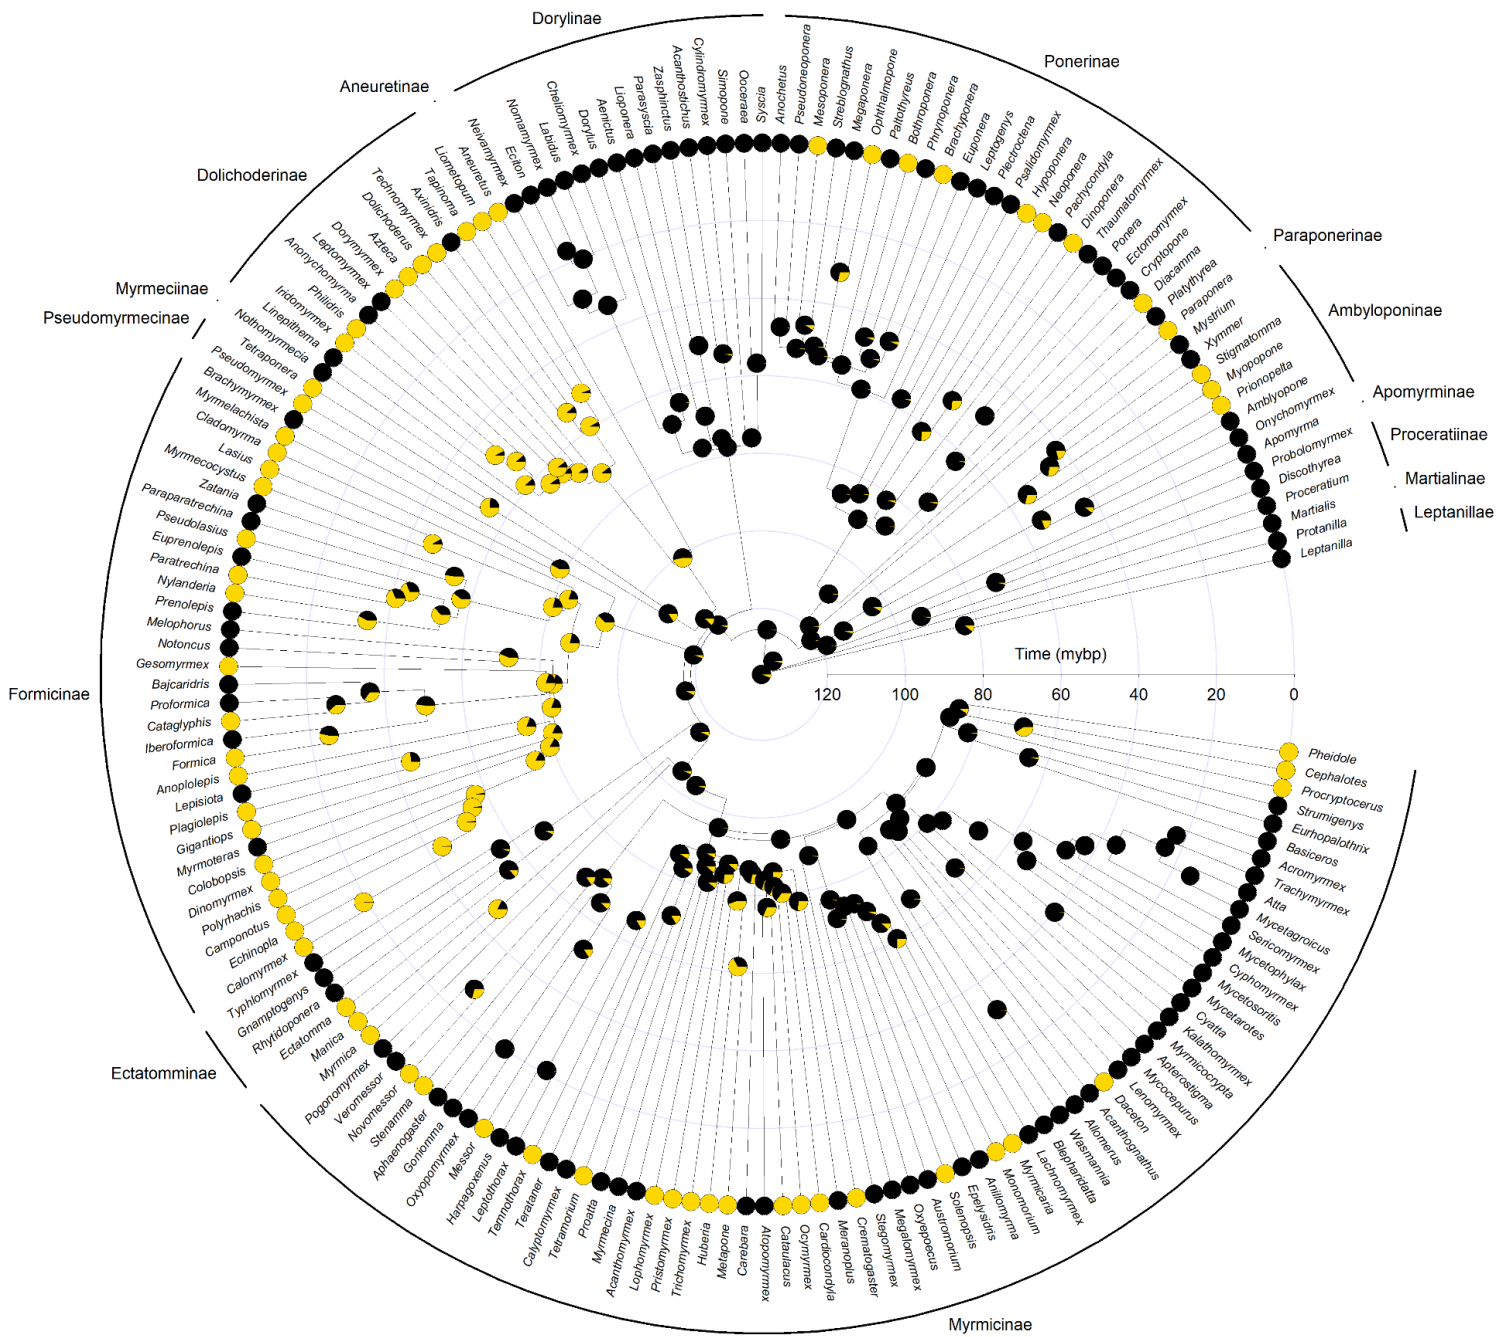 Dorylinae
Ponerinae
Paraponerinae
Ambyloponinae
Apomyrminae
Proceratiinae
Martialinae
Leptanillae
Aneuretinae
Dolichoderinae
Myrmeciinae
Pseudomyrmecinae
Formicinae
Ectatomminae
Myrmicinae
Syscia
Anochetus
Pseudoneoponera
Mesoponera
Streblognathus
Megaponera
Ophthalmopone
Paltothyreus
Bothroponera
Phrynoponera
Brachyponera
Euponera
Leptogenys
Plectroctena
Psalidomyrmex
Hypoponera
Neoponera
Pachycondyla
Dinoponera
Thaumatomyrmex
Ponera
Ectomomyrmex
Cryptopone
Diacamma
Platythyrea
Paraponera
Mystrium
Xymmer
Stigmatomma
Myopopone
Prionopelta
Amblyopone
Onychomyrmex
Apomyrma
Probolomyrmex
Discothyrea
Proceratium
Martialis
Protanilla
Leptanilla
Time (mybp)
120 100 80 60 40 20 0
Pheidole
Cephalotes
Procryptocerus
Strumigenys
Eurhopalothrix
Basiceros
Acromyrmex
Trachymyrmex
Atta
Mycetagroicus
Sericomyrmex
Mycetophylax
Cyphomyrmex
Mycetosoritis
Mycetarotes
Cyatta
Kalathomyrmex
Myrmicocrypta
Apterostigma
Mycocepurus
Lenomyrmex
Daceton
Acanthognathus
Allomerus
Wasmannia
Blepharidatta
Lachnomyrmex
Myrmicaria
Monomorium
Anillomyrma
Epelysidris
Solenopsis
Austromorium
Oxyepoecus
Megalomyrmex
Stegomyrmex
Crematogaster
Meranoplus
Cardiocondyla
Ocymyrmex
Cataulacus
Atopomyrmex
Carebara
Metapone
Huberia
Trichomyrmex
Pristomyrmex
Lophomyrmex
Acanthomyrmex
Myrmecina
Proatta
Tetramorium
Calyptomyrmex
Terataner
Temnothorax
Leptothorax
Harpagoxenus
Messor
Oxyopomyrmex
Goniomma
Aphaenogaster
Stenamma
Novomessor
Veromessor
Pogonomyrmex
Myrmica
Manica
Ectatomma
Rhytidoponera
Gnamptogenys
Typhlomyrmex
Calomyrmex
Echinopla
Camponotus
Polyrhachis
Dinomyrmex
Colobopsis
Myrmoteras
Gigantiops
Plagiolepis
Lepisiota
Anoplolepis
Formica
Iberoformica
Cataglyphis
Proformica
Bajcaridris
Gesomyrmex
Notoncus
Melophorus
Prenolepis
Nylanderia
Paratrechina
Euprenolepis
Pseudolasius
Paraparatrechina
Zatania
Myrmecocystus
Lasius
Cladomyrma
Myrmelachista
Brachymyrmex
Pseudomyrmex
Tetraponera
Nothomyrmecia
Linepithema
Iridomyrmex
Philidris
Anonychomyrma
Leptomyrmex
Dorymyrmex
Azteca
Dolichoderus
Technomyrmex
Axinidris
Tapinoma
Liometopum
Aneuretus
Neivamyrmex
Eciton
Nomamyrmex
Labidus
Cheliomyrmex
Dorylus
Aenictus
Lioponera
Parasyscia
Zasphinctus
Acanthostichus
Cylindromyrmex
Simopone
Ooceraea